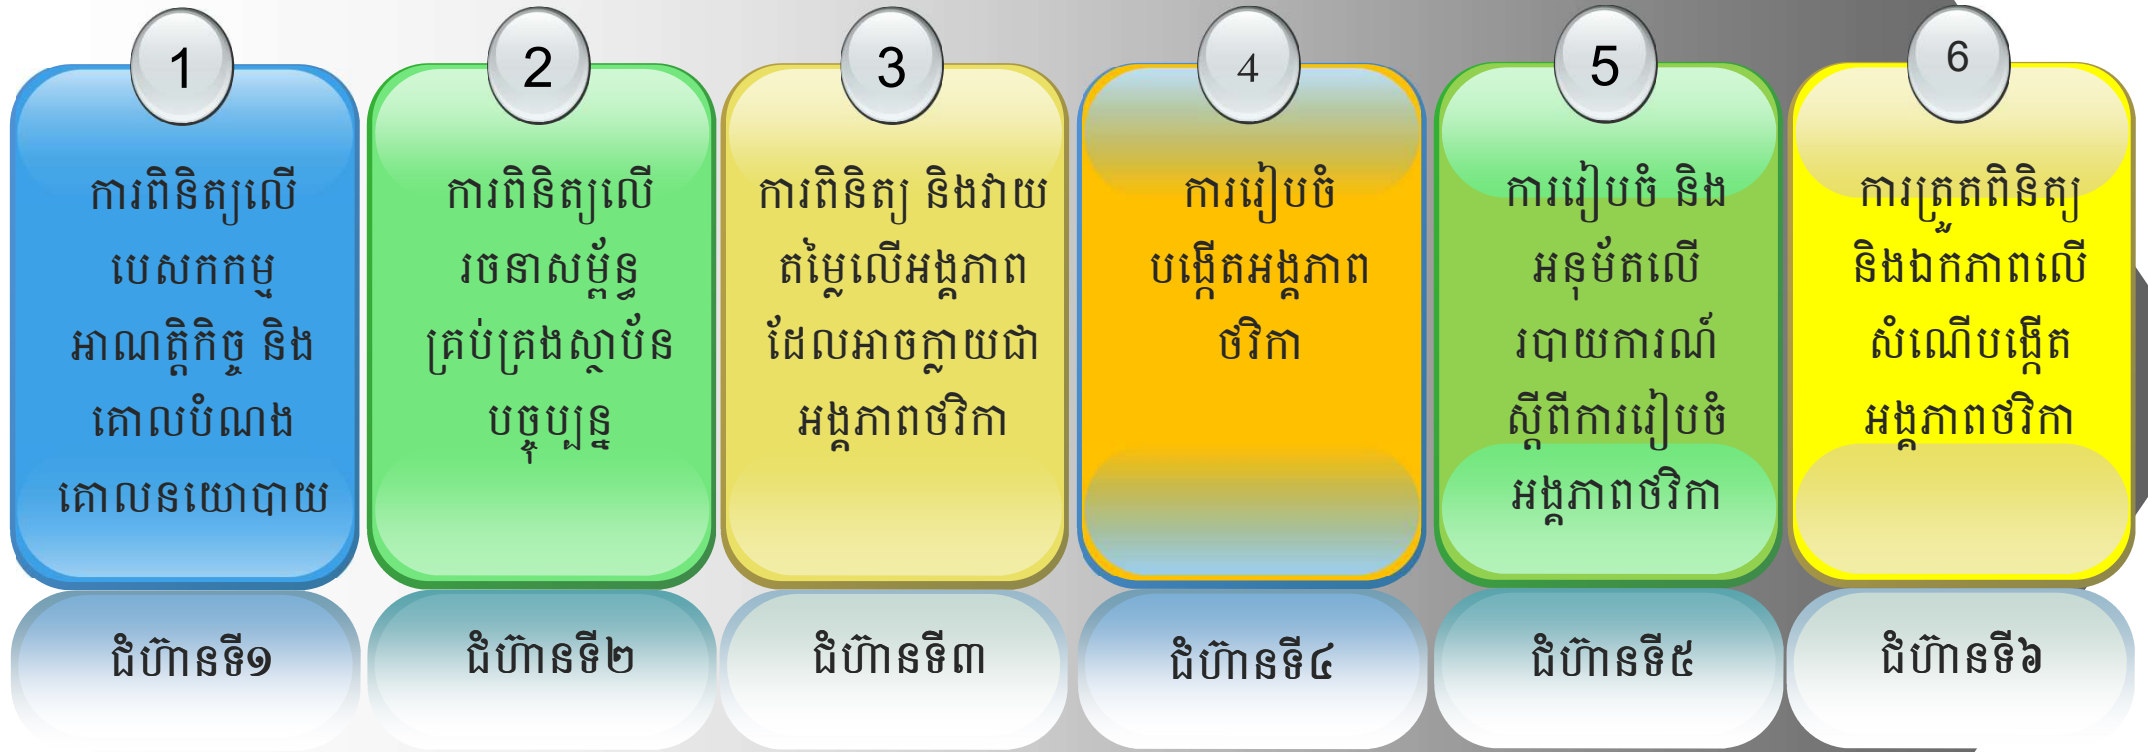 1
ការពិនិត្យលើ
បេសកកម្ម
អាណត្តិកិច្ច និង
គោលបំណង
គោលនយោបាយ
ជំហ៊ានទី១
2
ការពិនិត្យលើ
រចនាសម្ព័ន្ធ
គ្រប់គ្រងស្ថាប័ន
បច្ចុប្បន្ន
ជំហ៊ានទី២
3
ការពិនិត្យ និងវាយ
តម្លៃលើអង្គភាព
ដែលអាចក្លាយជា
អង្គភាពថវិកា
ជំហ៊ានទី៣
4
ការរៀបចំ
បង្កើតអង្គភាព
ថវិកា
ជំហ៊ានទី៤
5
ការរៀបចំ និង
អនុម័តលើ
របាយការណ៍
ស្តីពីការរៀបចំ
អង្គភាពថវិកា
ជំហ៊ានទី៥
6
ការត្រួតពិនិត្យ
និងឯកភាពលើ
សំណើបង្កើត
អង្គភាពថវិកា
ជំហ៊ានទី៦